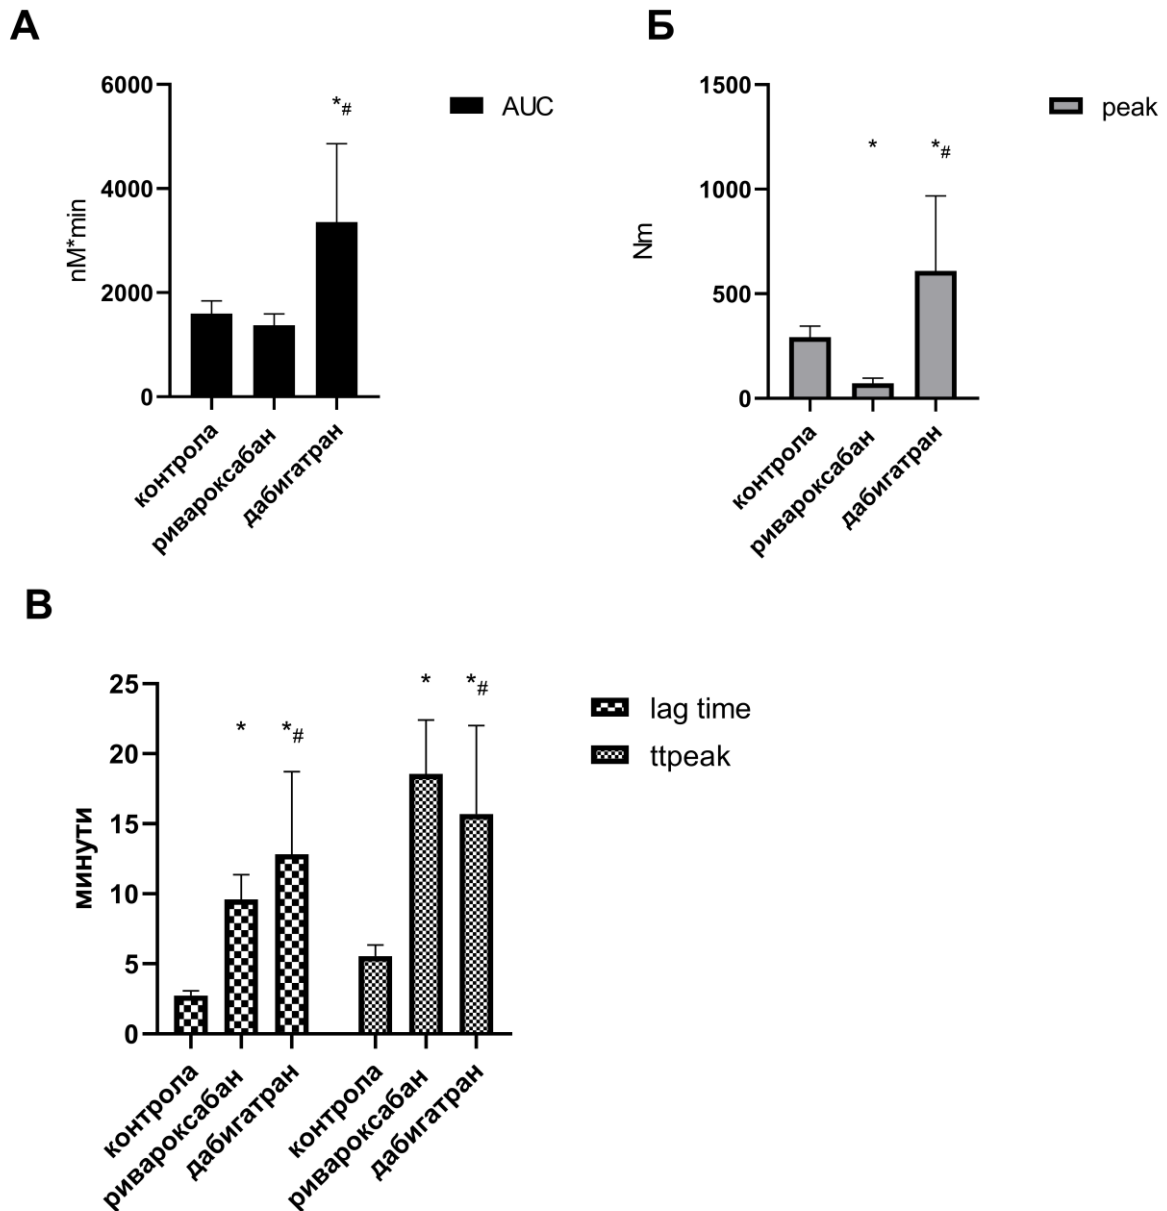 А
6000
4000
2000
0
nM*min
*#
AUC
контрола
ривароксабан
дабигатран
Б
1500
1000
500
0
Nm
*
*#
peak
контрола
ривароксабан
дабигатран
В
25
20
15
10
5
0
минути
*
*#
*
*#
lag time
ttpeak
контрола
ривароксабан
дабигатран
контрола
ривароксабан
дабигатран